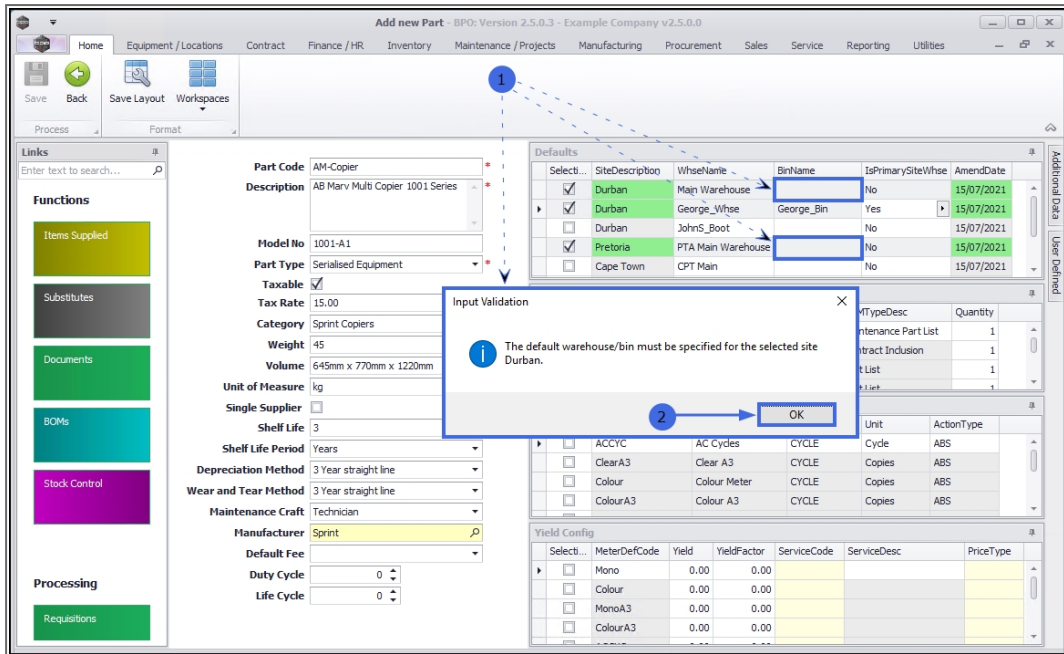 Add new Part - BPO: Version 2.5.0.3 - Example Company v2.5.0.0
Home Equipment / Locations Contract Finance / HR Inventory Maintenance / Projects Manufacturing Procurement Sales Service Reporting Utilities
Save Back Save Layout Workspaces
Process Format
1
Links
Enter text to search...
Functions
Items Supplied
Substitutes
Documents
BOMs
Stock Control
Processing
Requisitions
Part Code AM-Copier *
Description AB Marv Multi Copier 1001 Series *
Model No 1001-A1
Part Type Serialised Equipment *
Taxable
Tax Rate 15.00
Category Sprint Copiers
Weight 45
Volume 645mm x 770mm x 1220mm
Unit of Measure kg
Single Supplier
Shelf Life 3
Shelf Life Period Years
Depreciation Method 3 Year straight line
Wear and Tear Method 3 Year straight line
Maintenance Craft Technician
Manufacturer Sprint
Default Fee
Duty Cycle 0
Life Cycle 0
Defaults
Selecti... SiteDescription WhseName BinName IsPrimarySiteWhse AmendDate
Durban Main Warehouse No 15/07/2021
Durban George_Whse George_Bin Yes 15/07/2021
Durban JohnS_Boot No 15/07/2021
Pretoria PTA Main Warehouse No 15/07/2021
Cape Town CPT Main No 15/07/2021
Additional Data
User Defined
MTypeDesc Quantity
ntenance Part List 1
tract Inclusion 1
t List 1
t List 1
Input Validation
The default warehouse/bin must be specified for the selected site
Durban.
2
OK
Unit ActionType
ACCYC AC Cycles CYCLE Cycle ABS
ClearA3 Clear A3 CYCLE Copies ABS
Colour Colour Meter CYCLE Copies ABS
ColourA3 Colour A3 CYCLE Copies ABS
Yield Config
Selecti... MeterDefCode Yield YieldFactor ServiceCode ServiceDesc PriceType
Mono 0.00 0.00
Colour 0.00 0.00
MonoA3 0.00 0.00
ColourA3 0.00 0.00